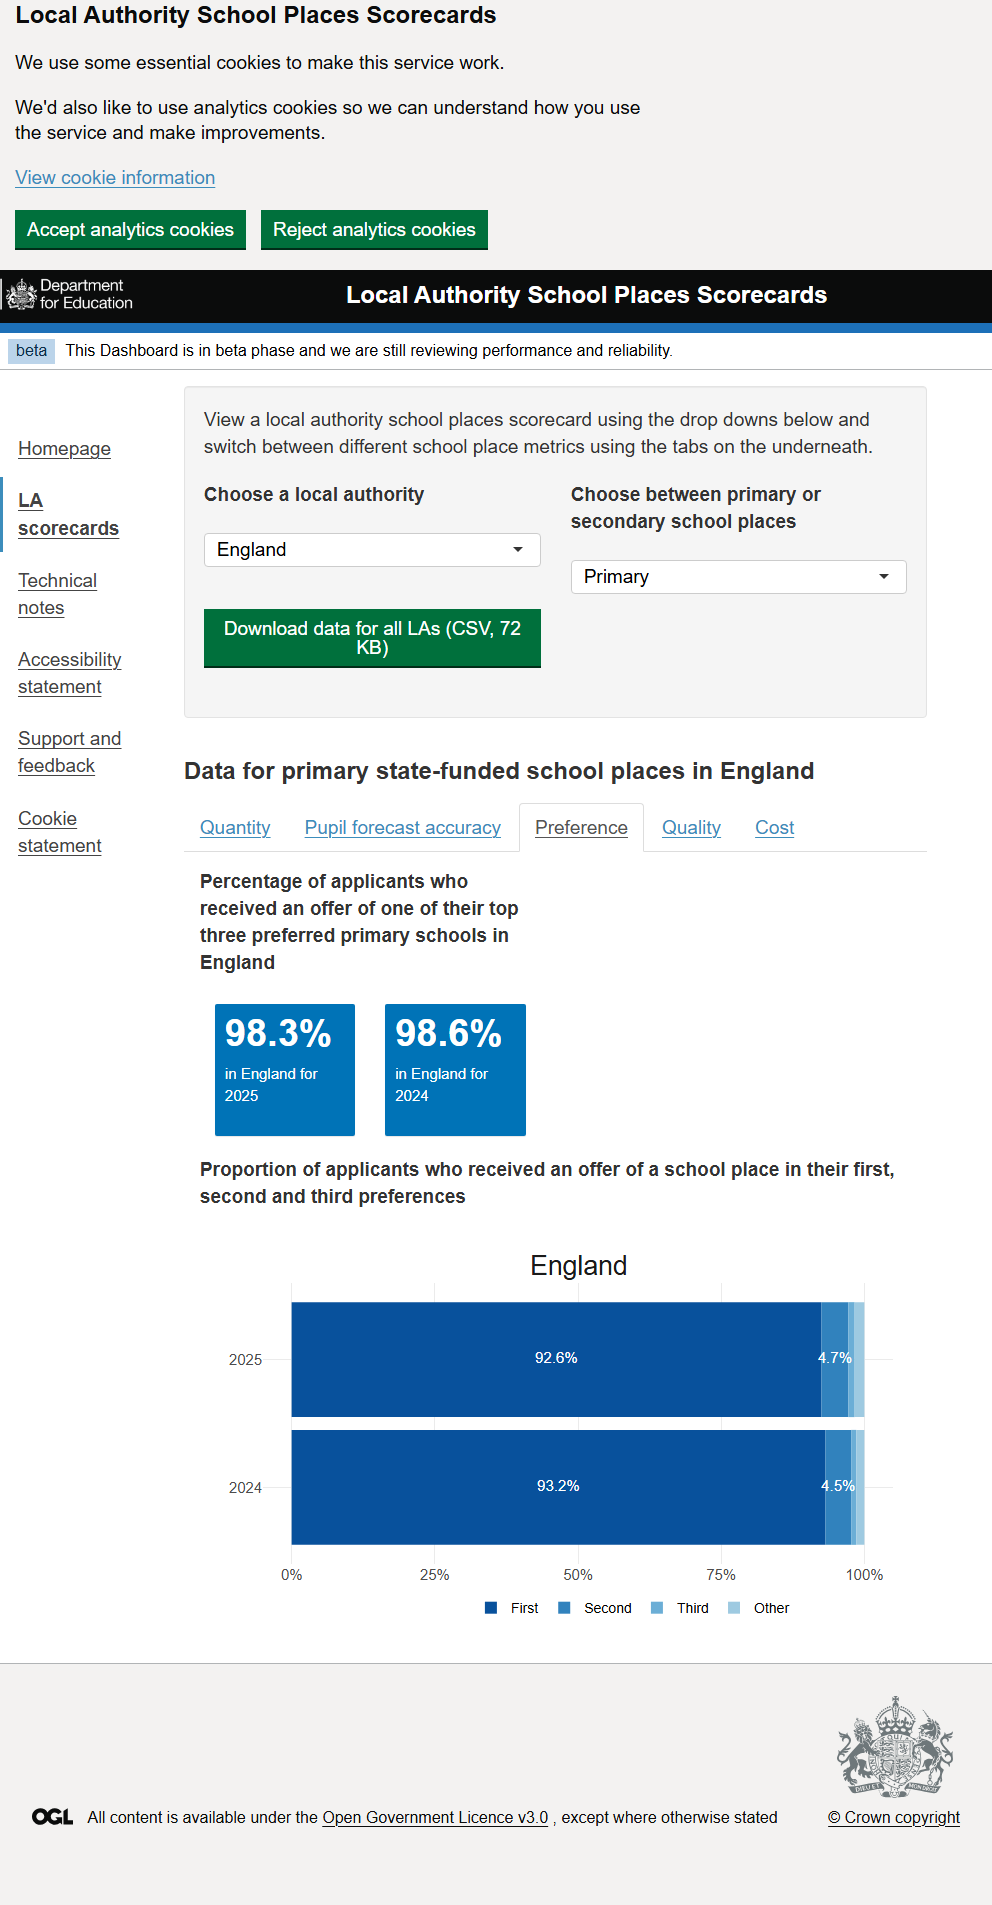 Local Authority School Places Scorecards
We use some essential cookies to make this service work.
We'd also like to use analytics cookies so we can understand how you use
the service and make improvements.
View cookie information
Accept analytics cookies
Reject analytics cookies
Department
for Education
Local Authority School Places Scorecards
beta
This Dashboard is in beta phase and we are still reviewing performance and reliability.
Homepage
LA
scorecards
Technical
notes
Accessibility
statement
Support and
feedback
Cookie
statement
View a local authority school places scorecard using the drop downs below and
switch between different school place metrics using the tabs on the underneath.
Choose a local authority
England
Download data for all LAs (CSV, 72
KB)
Choose between primary or
secondary school places
Primary
Data for primary state-funded school places in England
Quantity
Pupil forecast accuracy
Preference
Quality
Cost
Percentage of applicants who
received an offer of one of their top
three preferred primary schools in
England
98.3%
in England for
2025
98.6%
in England for
2024
Proportion of applicants who received an offer of a school place in their first,
second and third preferences
England
2025
92.6%
4.7%
2024
93.2%
4.5%
0%
25%
50%
75%
100%
First
Second
Third
Other
DIEU ET
MON DROIT
OGL
All content is available under the Open Government Licence v3.0 , except where otherwise stated
© Crown copyright